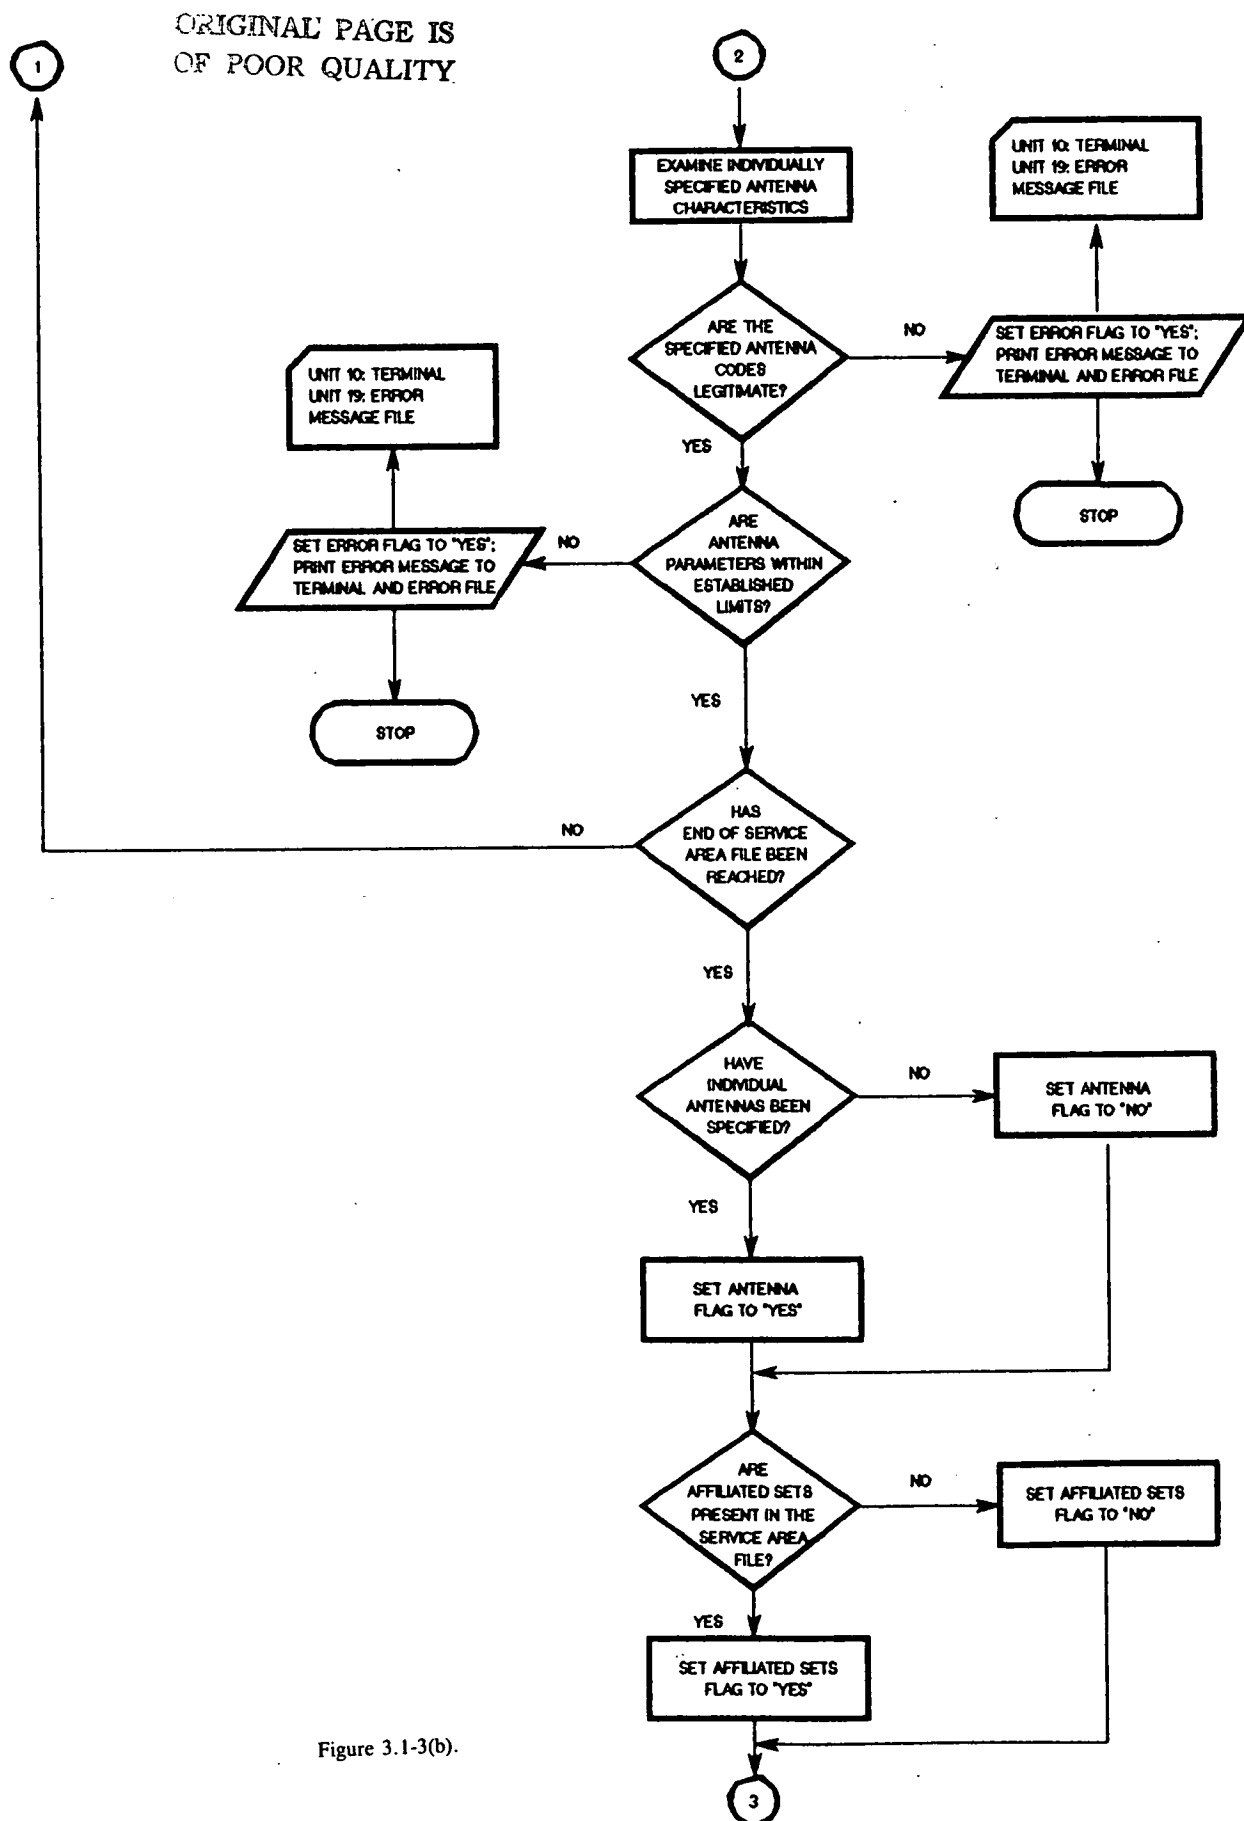 ORIGINAL PAGE IS
OF POOR QUALITY
1
2
EXAMINE INDIVIDUALLY
SPECIFIED ANTENNA
CHARACTERISTICS
UNIT 10: TERMINAL
UNIT 19: ERROR
MESSAGE FILE
ARE THE
SPECIFIED ANTENNA
CODES
LEGITIMATE?
NO
SET ERROR FLAG TO "YES";
PRINT ERROR MESSAGE TO
TERMINAL AND ERROR FILE
STOP
YES
UNIT 10: TERMINAL
UNIT 19: ERROR
MESSAGE FILE
ARE
ANTENNA
PARAMETERS WITHIN
ESTABLISHED
LIMITS?
NO
SET ERROR FLAG TO "YES";
PRINT ERROR MESSAGE TO
TERMINAL AND ERROR FILE
STOP
YES
HAS
END OF SERVICE
AREA FILE BEEN
REACHED?
NO
YES
HAVE
INDIVIDUAL
ANTENNAS BEEN
SPECIFIED?
NO
SET ANTENNA
FLAG TO "NO"
YES
SET ANTENNA
FLAG TO "YES"
ARE
AFFILIATED SETS
PRESENT IN THE
SERVICE AREA
FILE?
NO
SET AFFILIATED SETS
FLAG TO "NO"
YES
SET AFFILIATED SETS
FLAG TO "YES"
3
Figure 3.1-3(b).